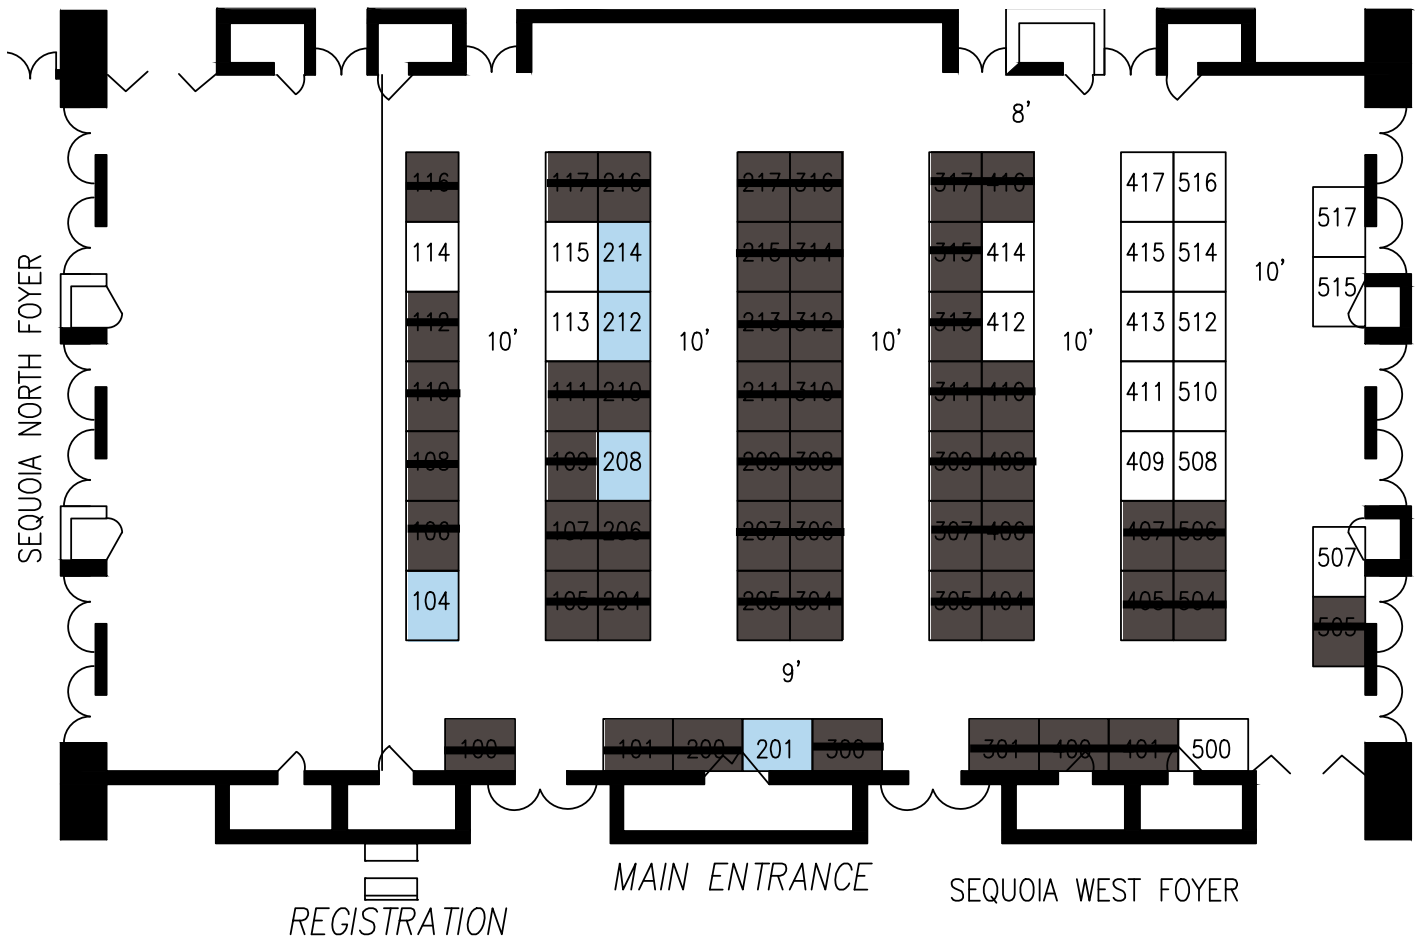 8'
116 117 216 217 316 317 416 417 516
517
114 115 214 215 314 315 414 415 514
10'
515
112 113 212 213 312 313 412 413 512
10' 10' 10' 10'
110 111 210 211 310 311 410 411 510
108 109 208 209 308 309 408 409 508
106 107 206 207 306 307 406 407 506
507
104 105 204 205 304 305 404 405 504
505
9'
100 101 200 201 300 301 400 401 500
SEQUOIA NORTH FOYER
MAIN ENTRANCE
SEQUOIA WEST FOYER
REGISTRATION